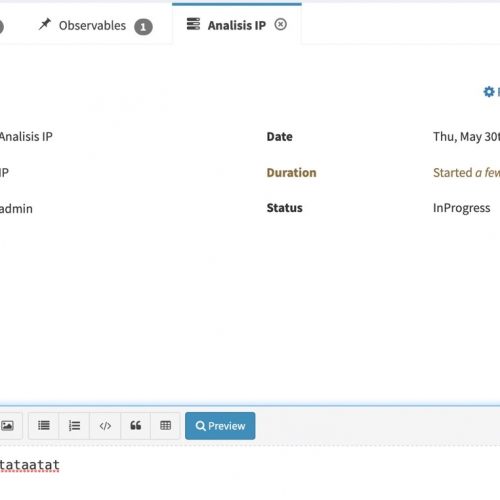 Observables 1 Analisis IP
Analisis IP Date Thu, May 30t
IP Duration Started a few
admin Status InProgress
Preview
tataatat